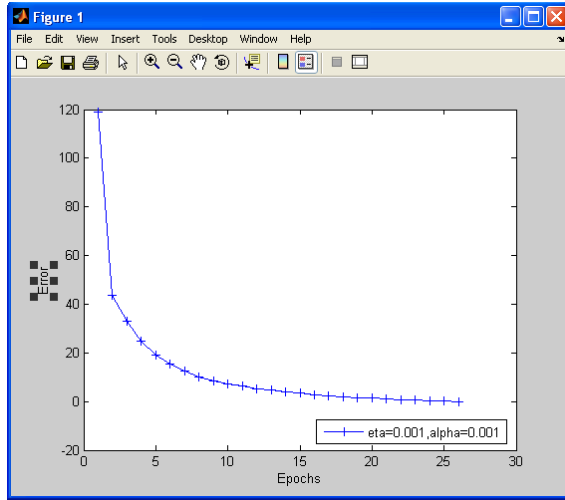 Figure 1
File Edit View Insert Tools Desktop Window Help
120
100
80
60
40
20
0
-20
Error
0 5 10 15 20 25 30
Epochs
eta=0.001,alpha=0.001